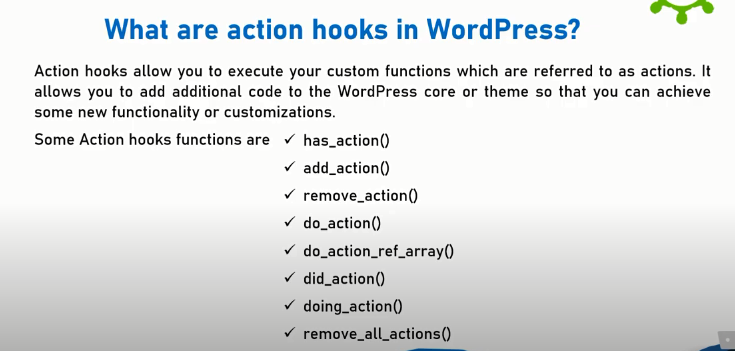 What are action hooks in WordPress?
Action hooks allow you to execute your custom functions which are referred to as actions. It
allows you to add additional code to the WordPress core or theme so that you can achieve
some new functionality or customizations.
Some Action hooks functions are ✓ has_action()
✓ add_action()
✓ remove_action()
✓ do_action()
✓ do_action_ref_array()
✓ did_action()
✓ doing_action()
✓ remove_all_actions()